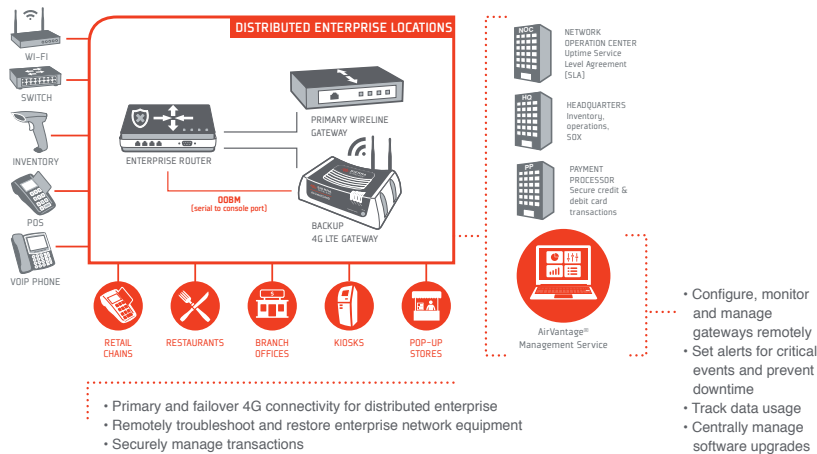 DISTRIBUTED ENTERPRISE LOCATIONS
WI-FI
SWITCH
INVENTORY
POS
VOIP PHONE
PRIMARY WIRELINE
GATEWAY
ENTERPRISE ROUTER
OOBM
(serial to console port)
BACKUP
4G LTE GATEWAY
RETAIL
CHAINS
RESTAURANTS
BRANCH
OFFICES
KIOSKS
POP-UP
STORES
NOC
NETWORK
OPERATION CENTER
Uptime Service
Level Agreement
(SLA)
HQ
HEADQUARTERS
Inventory,
operations,
SOX
PP
PAYMENT
PROCESSOR
Secure credit &
debit card
transactions
AirVantage®
Management Service
• Configure, monitor
and manage
gateways remotely
• Set alerts for critical
events and prevent
downtime
• Track data usage
• Centrally manage
software upgrades
• Primary and failover 4G connectivity for distributed enterprise
• Remotely troubleshoot and restore enterprise network equipment
• Securely manage transactions